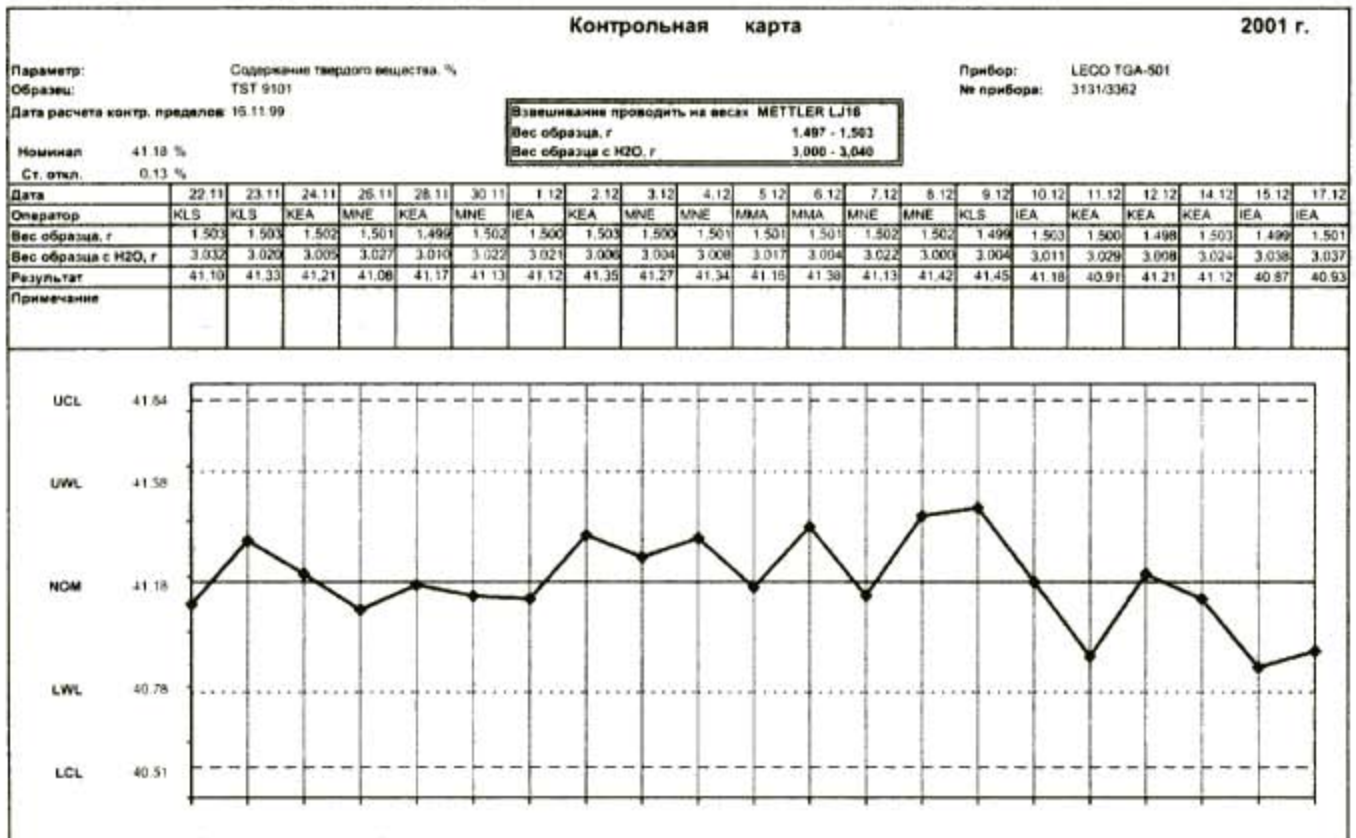 Контрольная карта 2001 г.
Параметр: Содержание твердого вещества, % Прибор: LECO TGA-501
Образец: TST 9101 № прибора: 3131/3362
Дата расчета контр. пределов: 16.11.99 Взвешивание проводить на весах METTLER LJ16
Вес образца, г 1.497 - 1,503
Номинал 41.18 % Вес образца с H2O, г 3,000 - 3,040
Ст. откл. 0.13 %
Дата 22.11 23.11 24.11 26.11 28.11 30.11 1.12 2.12 3.12 4.12 5.12 6.12 7.12 8.12 9.12 10.12 11.12 12.12 14.12 15.12 17.12
Оператор KLS KLS KEA MNE KEA MNE IEA KEA MNE MNE MMA MMA MNE MNE KLS IEA KEA KEA KEA IEA IEA
Вес образца, г 1.503 1.503 1.502 1.501 1.499 1.502 1.500 1.503 1.500 1.501 1.501 1.501 1.502 1.502 1.499 1.503 1.500 1.498 1.503 1.499 1.501
Вес образца с H2O, г 3.032 3.020 3.005 3.027 3.010 3.022 3.021 3.006 3.004 3.008 3.017 3.004 3.022 3.000 3.004 3.011 3.029 3.008 3.024 3.038 3.037
Результат 41.10 41.33 41.21 41.08 41.17 41.13 41.12 41.35 41.27 41.34 41.16 41.38 41.13 41.42 41.45 41.18 40.91 41.21 41.12 40.87 40.93
Примечание
UCL 41.84
UWL 41.58
NOM 41.18
LWL 40.78
LCL 40.51